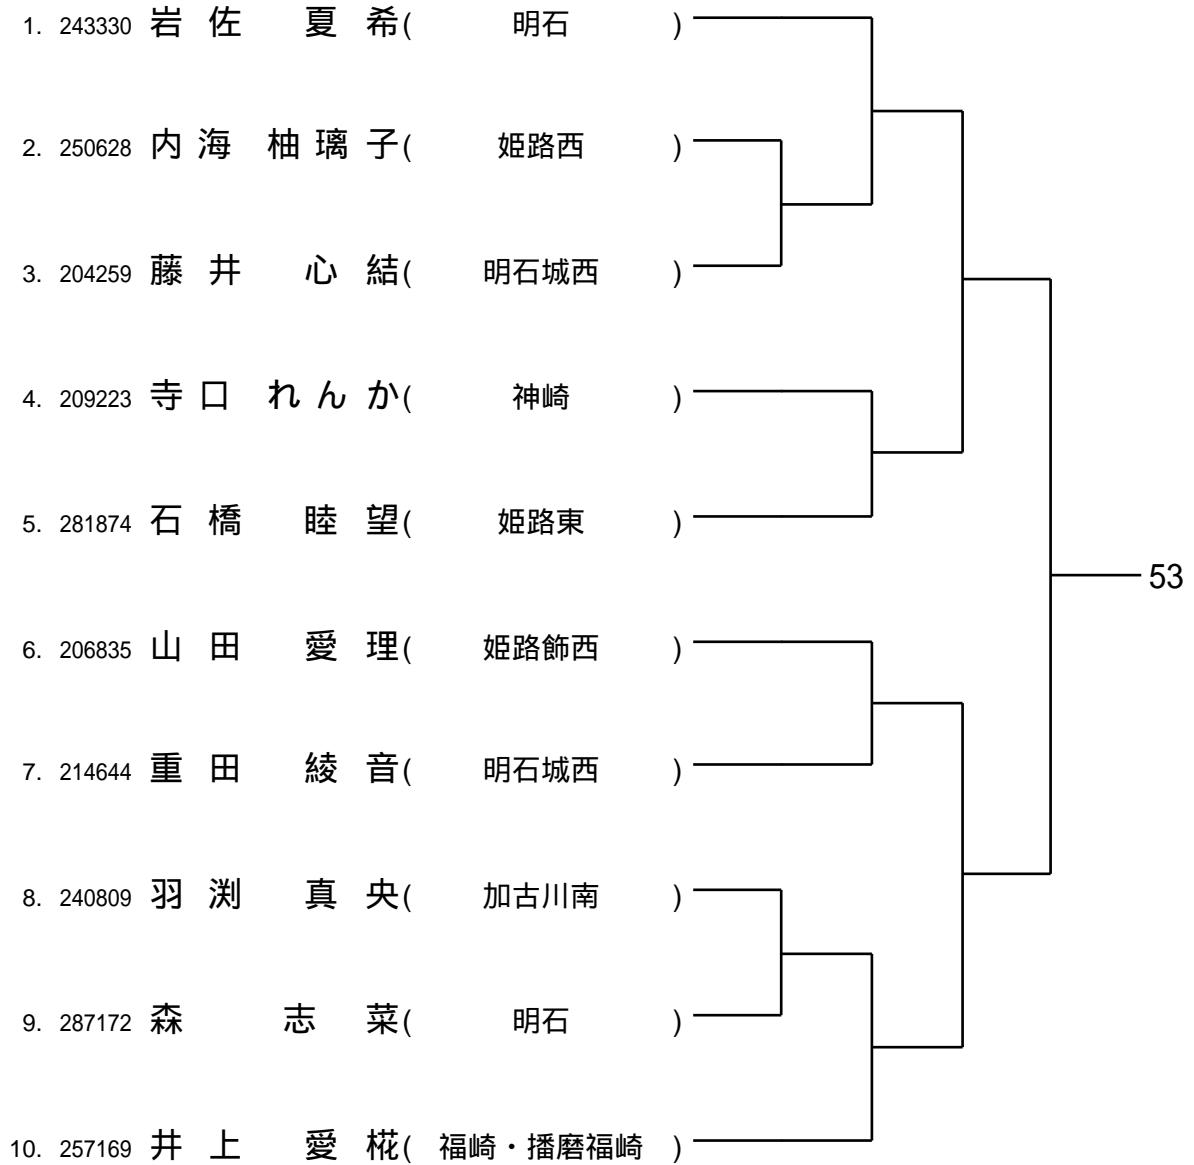 1. 243330 岩 佐 夏 希( 明石 )
2. 250628 内 海 柚 璃 子( 姫路西 )
3. 204259 藤 井 心 結( 明石城西 )
4. 209223 寺 口 れ ん か( 神崎 )
5. 281874 石 橋 睦 望( 姫路東 )
53
6. 206835 山 田 愛 理( 姫路飾西 )
7. 214644 重 田 綾 音( 明石城西 )
8. 240809 羽 渕 真 央( 加古川南 )
9. 287172 森 志 菜( 明石 )
10. 257169 井 上 愛 椛( 福崎・播磨福崎 )